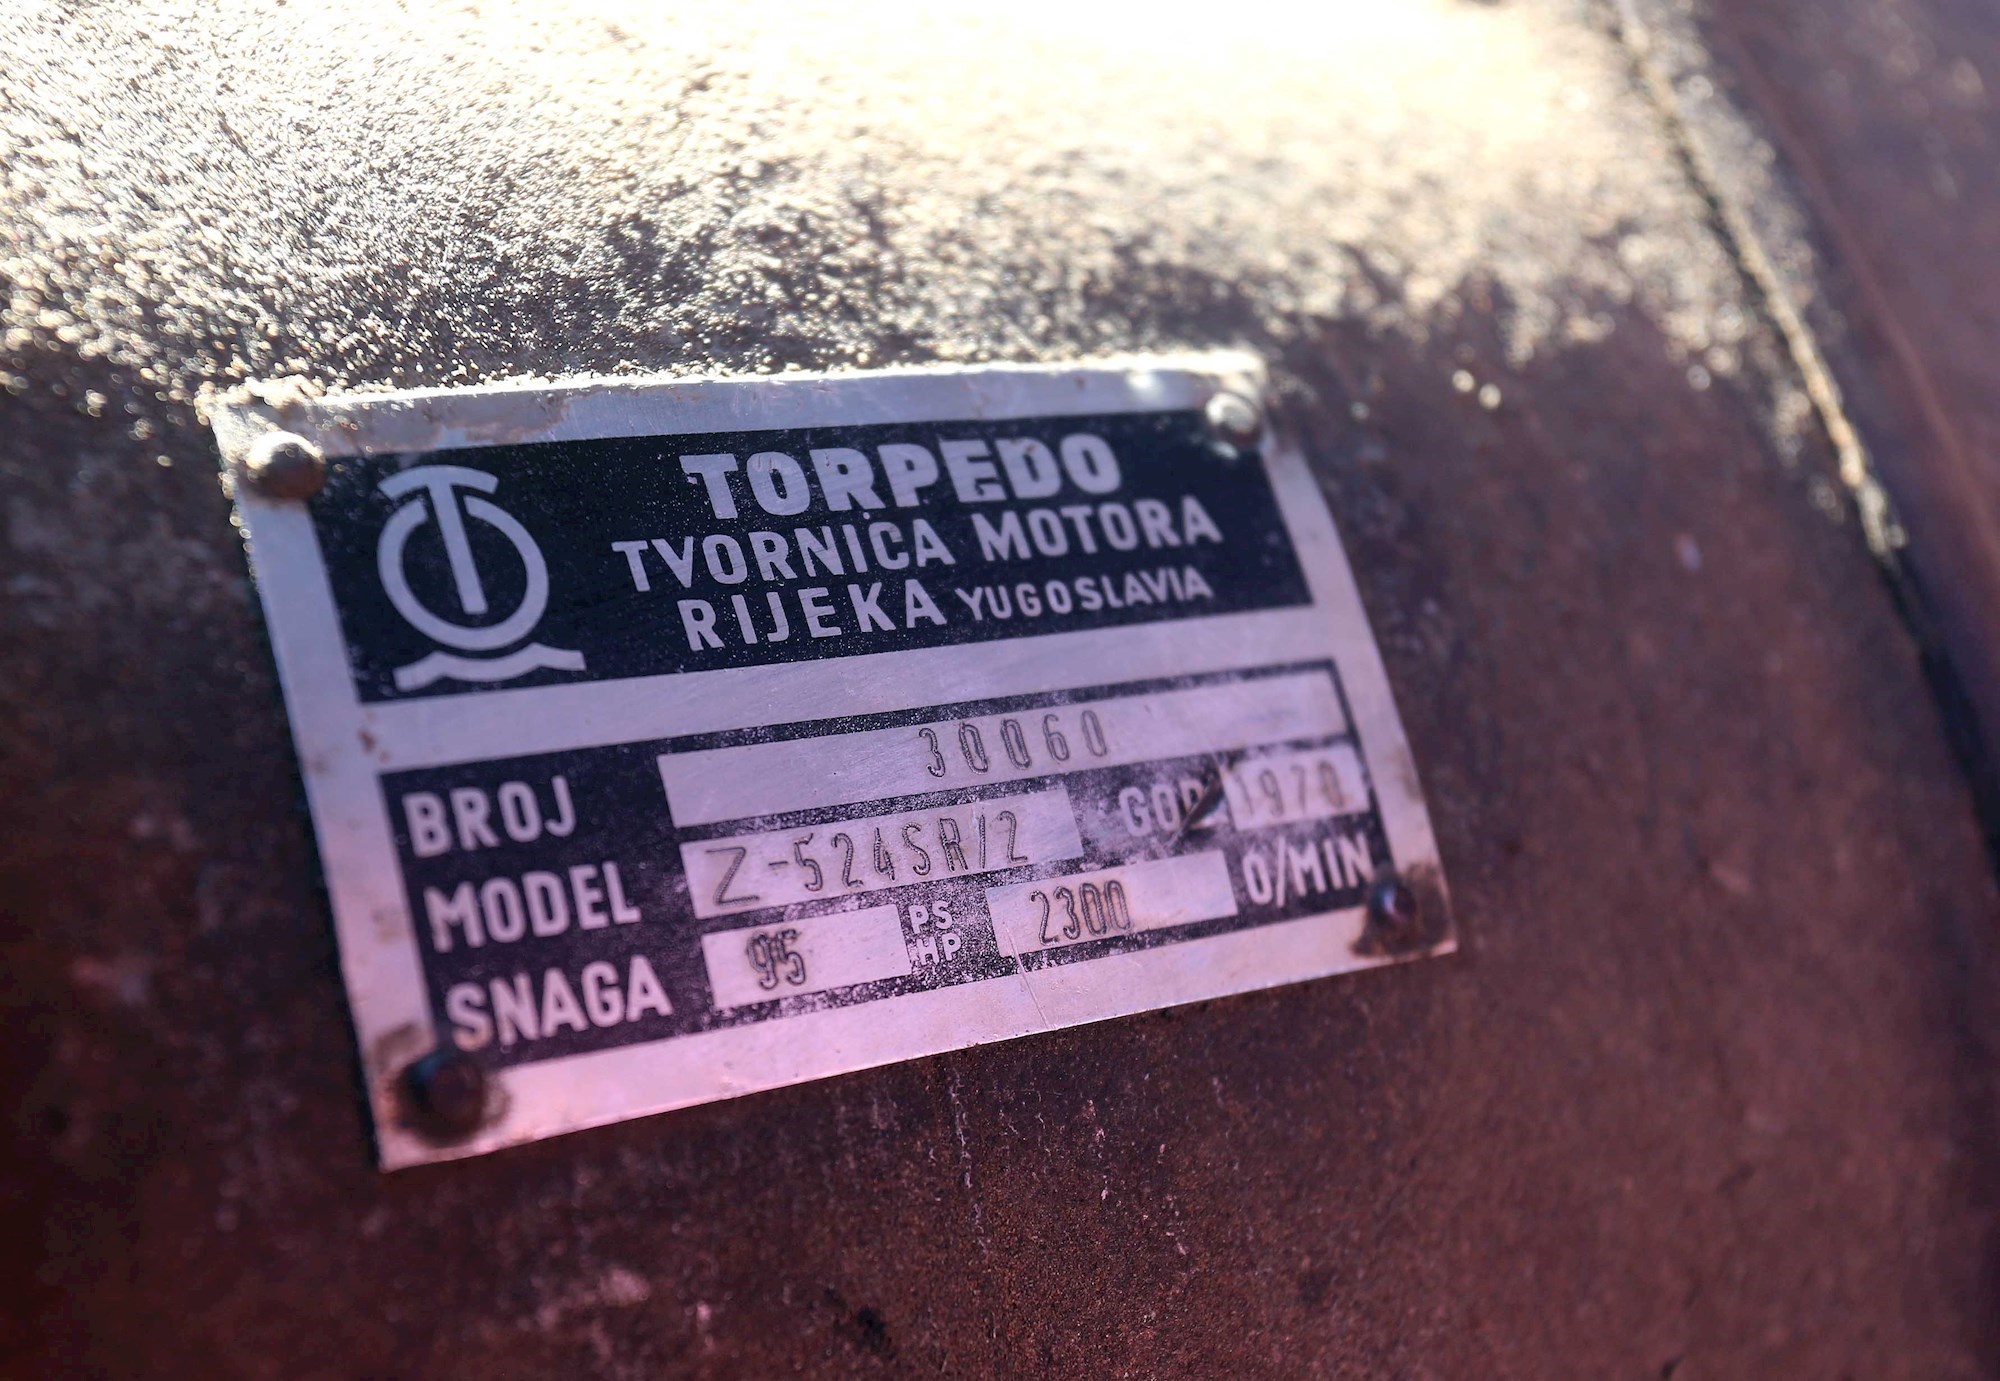 TORPEDO
TVORNICA MOTORA
RIJEKA YUGOSLAVIA
BROJ 30060
MODEL Z-524SR/2 GOD 1970
SNAGA 95 PS HP 2300 O/MIN